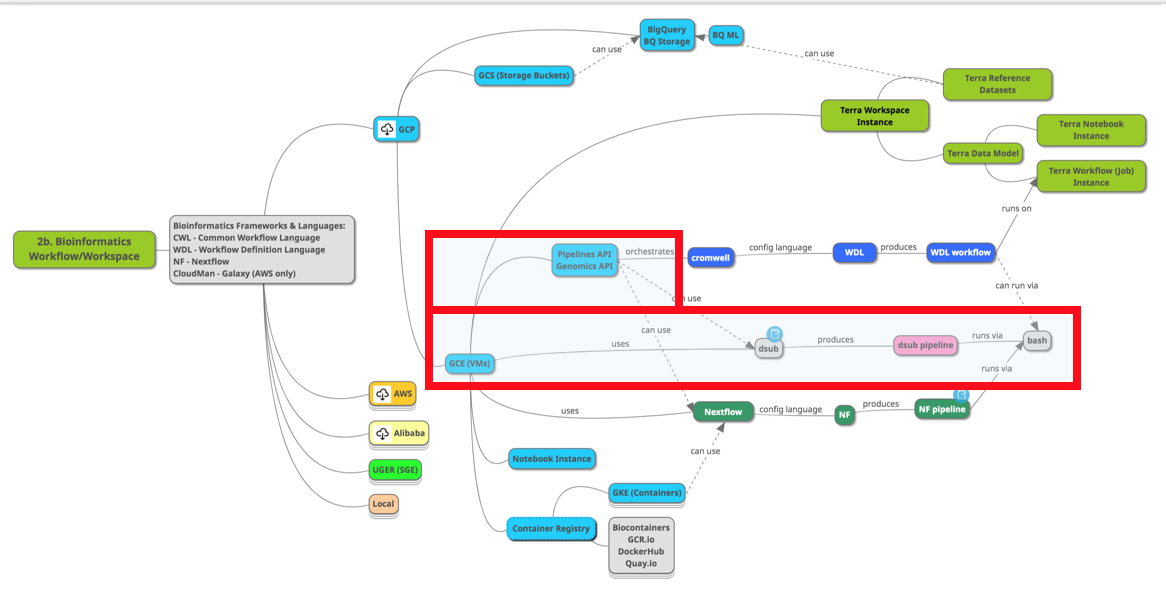 BigQuery
BQ Storage
BQ ML
can use
can use
GCS (Storage Buckets)
Terra Reference
Datasets
Terra Workspace
Instance
GCP
Terra Notebook
Instance
Terra Data Model
Terra Workflow (Job)
Instance
runs on
2b. Bioinformatics
Workflow/Workspace
Bioinformatics Frameworks & Languages:
CWL - Common Workflow Language
WDL - Workflow Definition Language
NF - Nextflow
CloudMan - Galaxy (AWS only)
Pipelines API
Genomics API
orchestrates
cromwell
config language
WDL
produces
WDL workflow
can use
can run via
can use
GCE (VMs)
uses
dsub
produces
dsub pipeline
runs via
bash
runs via
AWS
uses
Nextflow
config language
NF
produces
NF pipeline
Alibaba
can use
Notebook Instance
UGER (SGE)
GKE (Containers)
Local
Container Registry
Biocontainers
GCR.io
DockerHub
Quay.io